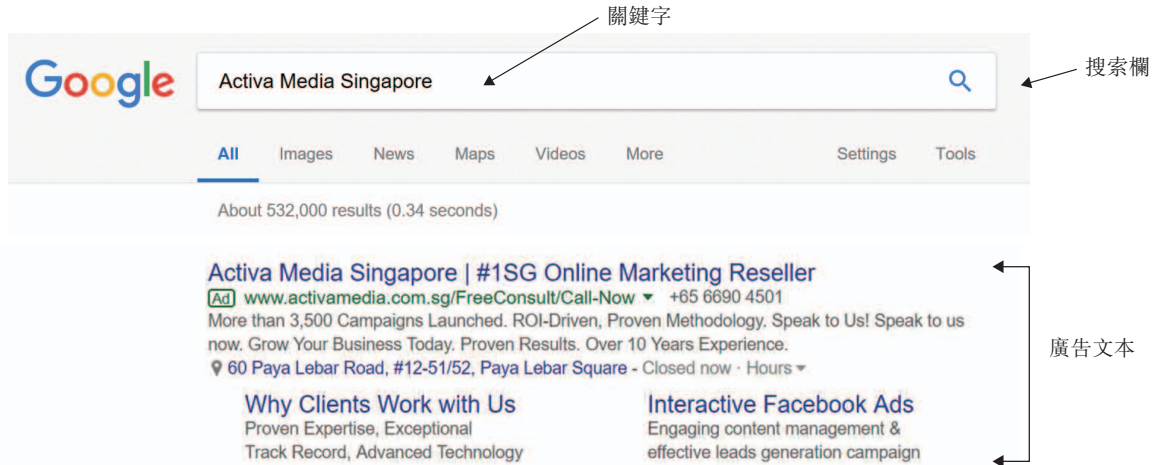 關鍵字
Google
Activa Media Singapore
搜索欄
All Images News Maps Videos More Settings Tools
About 532,000 results (0.34 seconds)
Activa Media Singapore | #1SG Online Marketing Reseller
Ad www.activamedia.com.sg/FreeConsult/Call-Now +65 6690 4501
More than 3,500 Campaigns Launched. ROI-Driven, Proven Methodology. Speak to Us! Speak to us
now. Grow Your Business Today. Proven Results. Over 10 Years Experience.
廣告文本
60 Paya Lebar Road, #12-51/52, Paya Lebar Square - Closed now · Hours
Why Clients Work with Us
Proven Expertise, Exceptional
Track Record, Advanced Technology
Interactive Facebook Ads
Engaging content management &
effective leads generation campaign